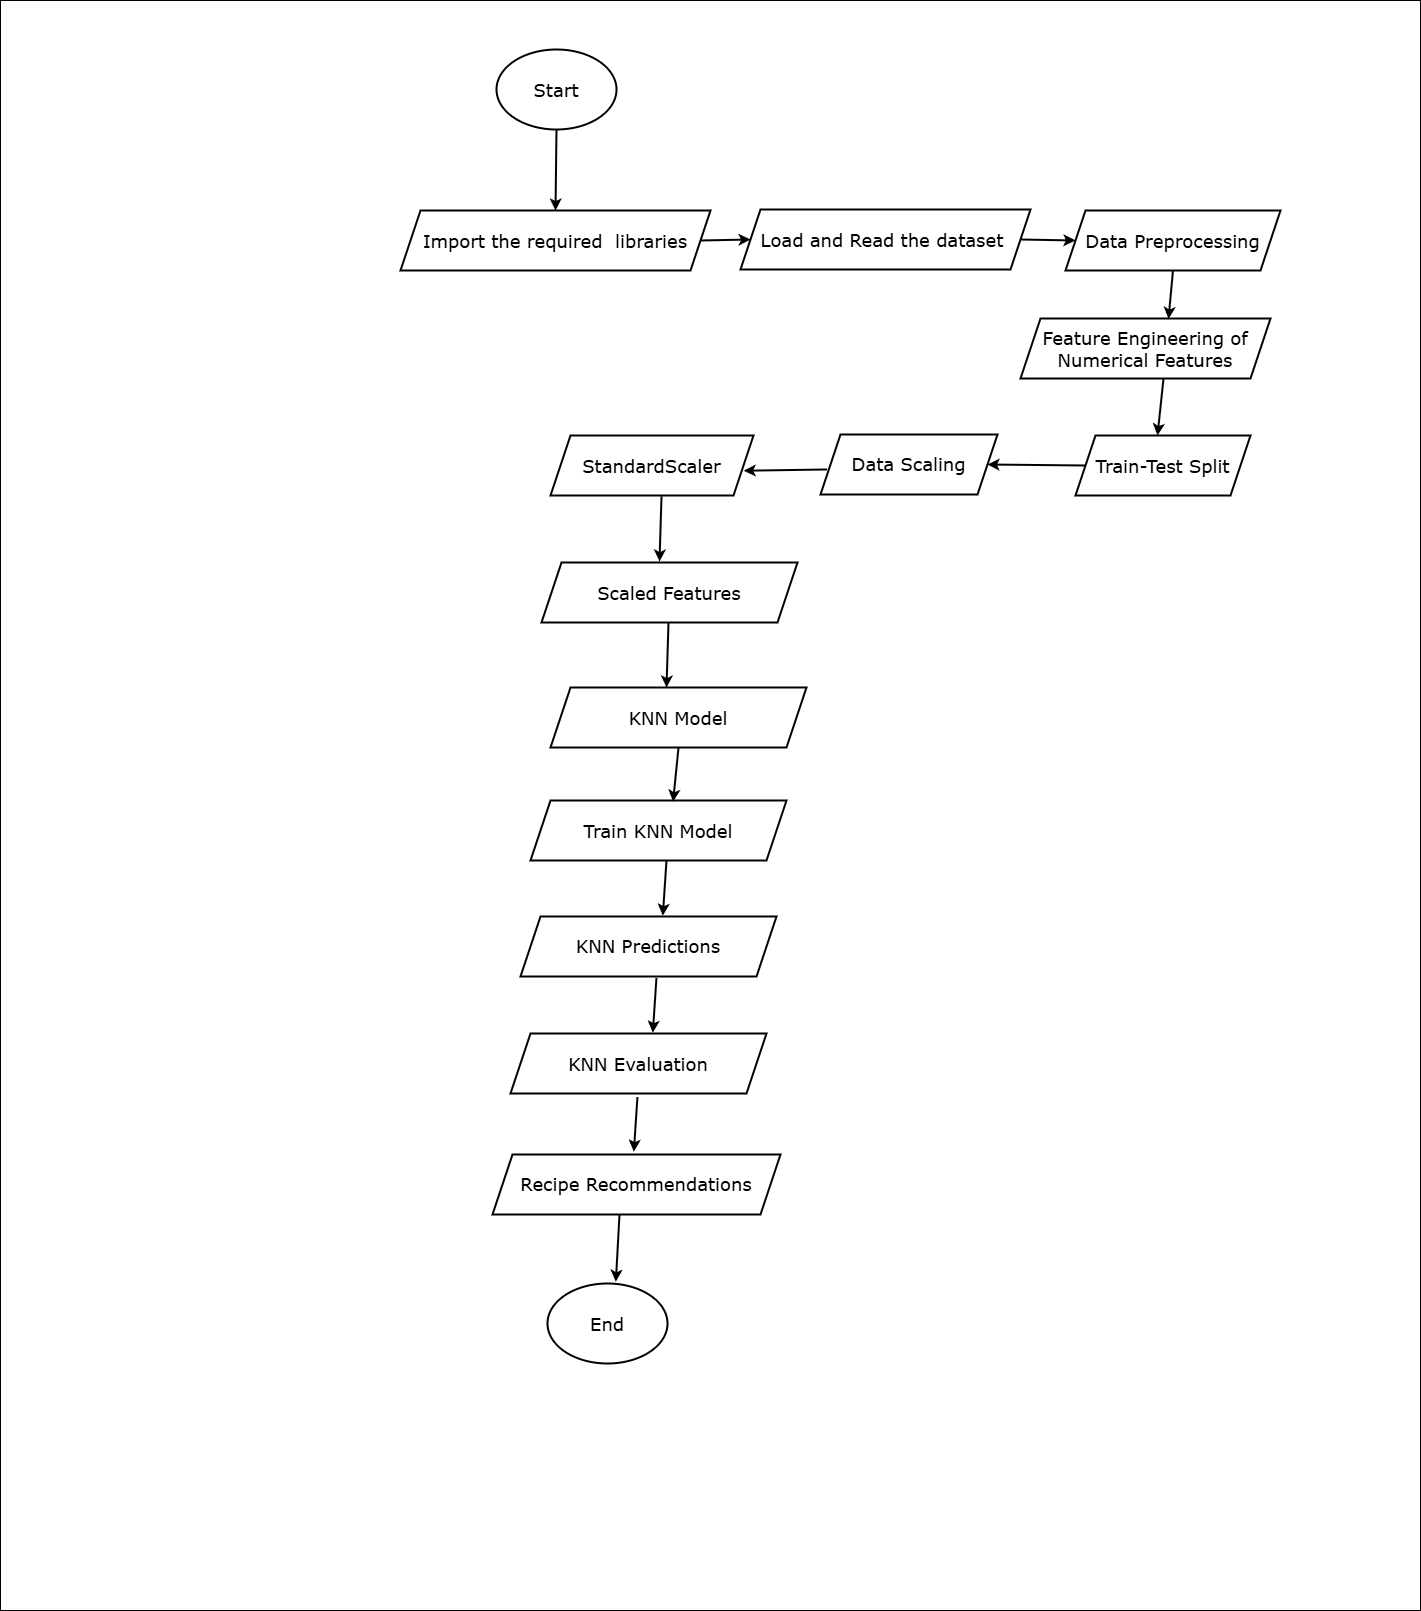 Start
Import the required  libraries
Load and Read the dataset
Data Preprocessing
Feature Engineering of
Numerical Features
Train-Test Split
Data Scaling
StandardScaler
Scaled Features
KNN Model
Train KNN Model
KNN Predictions
KNN Evaluation
Recipe Recommendations
End